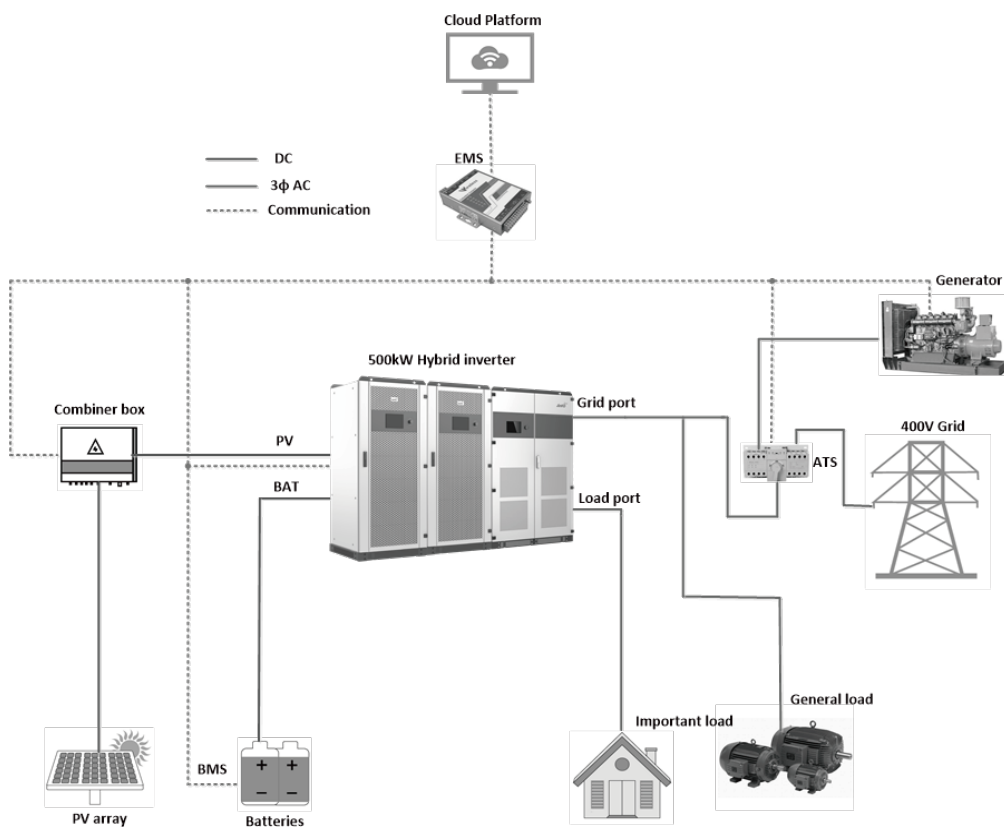 Cloud Platform
EMS
DC
3ϕ AC
Communication
Generator
500kW Hybrid inverter
Combiner box
Grid port
400V Grid
PV
ATS
BAT
Load port
General load
Important load
BMS
PV array
Batteries